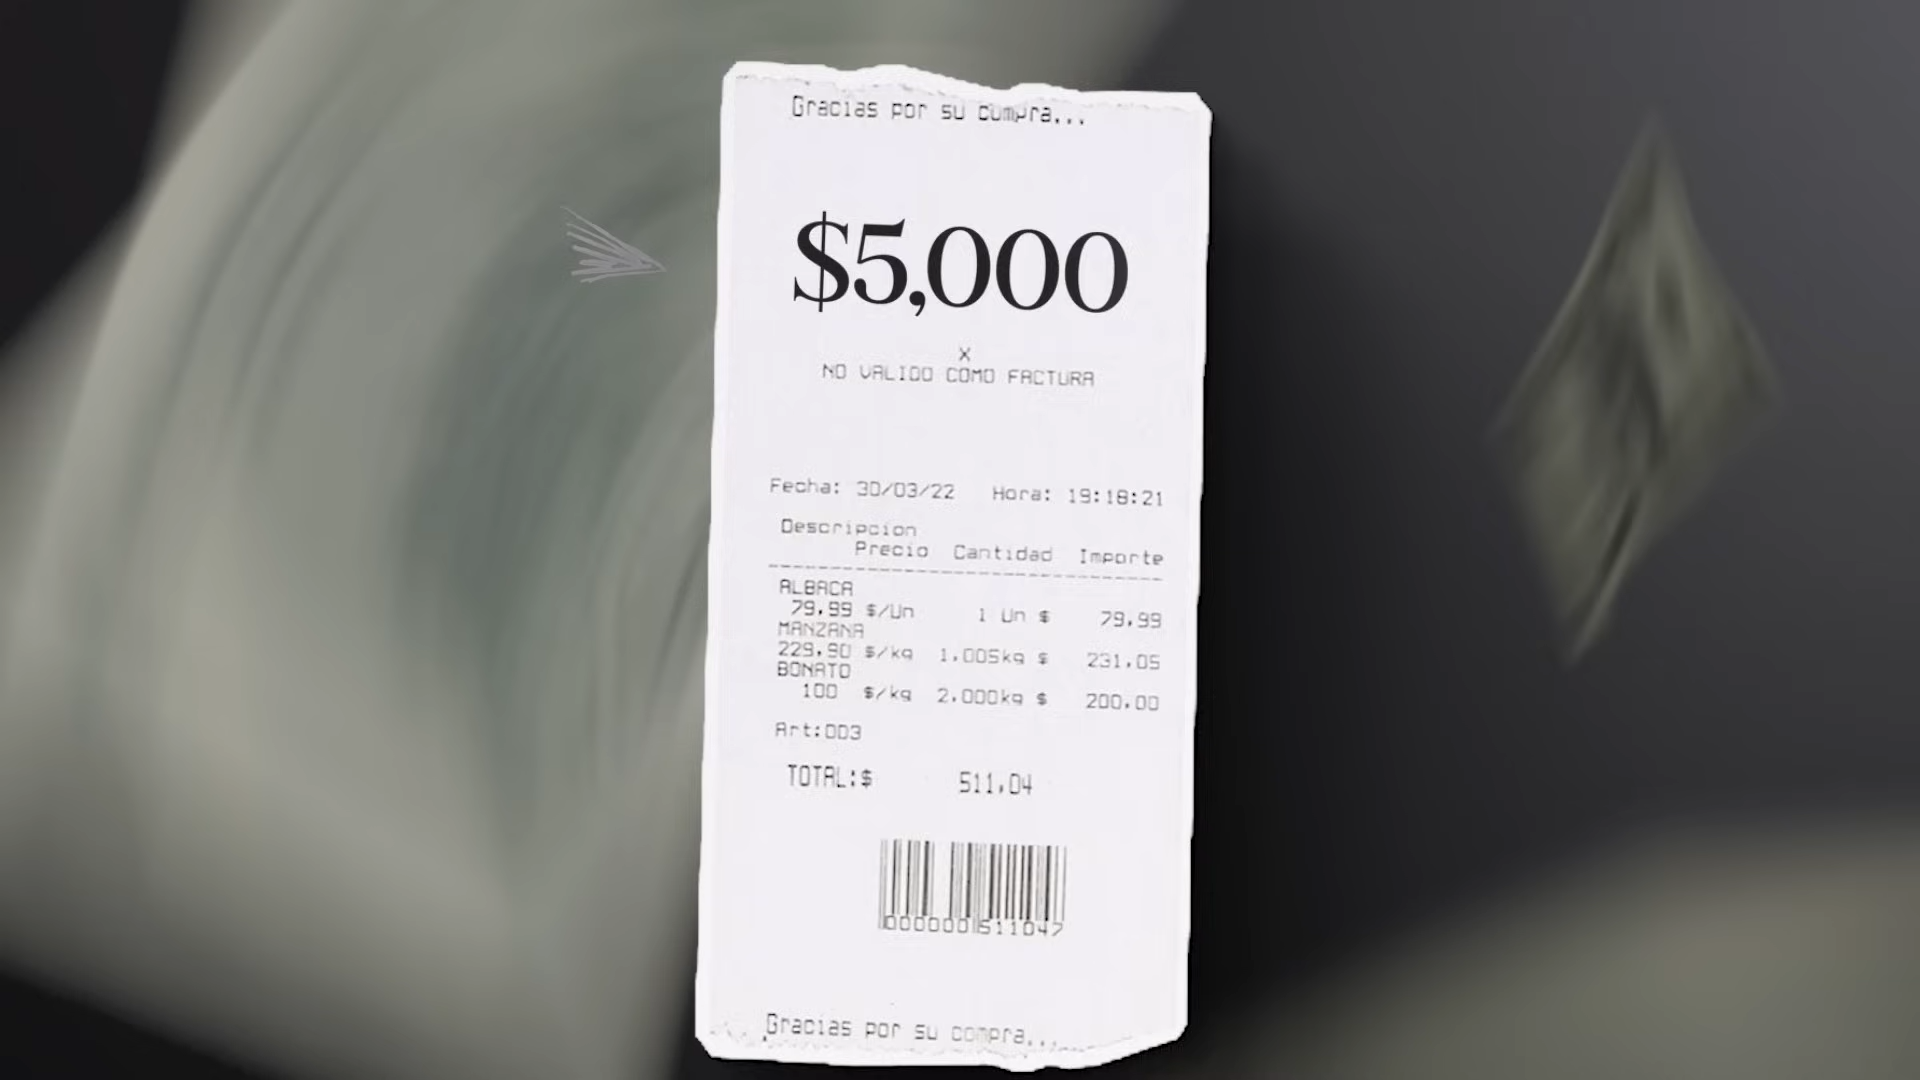 Gracias por su compra...
$5,000
X
NO VALIDO COMO FACTURA
Fecha: 30/03/22 Hora: 19:18:21
Descripcion
Precio Cantidad Importe
ALBACA
79.99 $/Un 1 Un $ 79,99
MANZANA
229.90 $/kg 1.005kg $ 231,05
BONATO
100 $/kg 2.000kg $ 200,00
Art:003
TOTAL:$ 511,04
000000511047
Gracias por su compra...